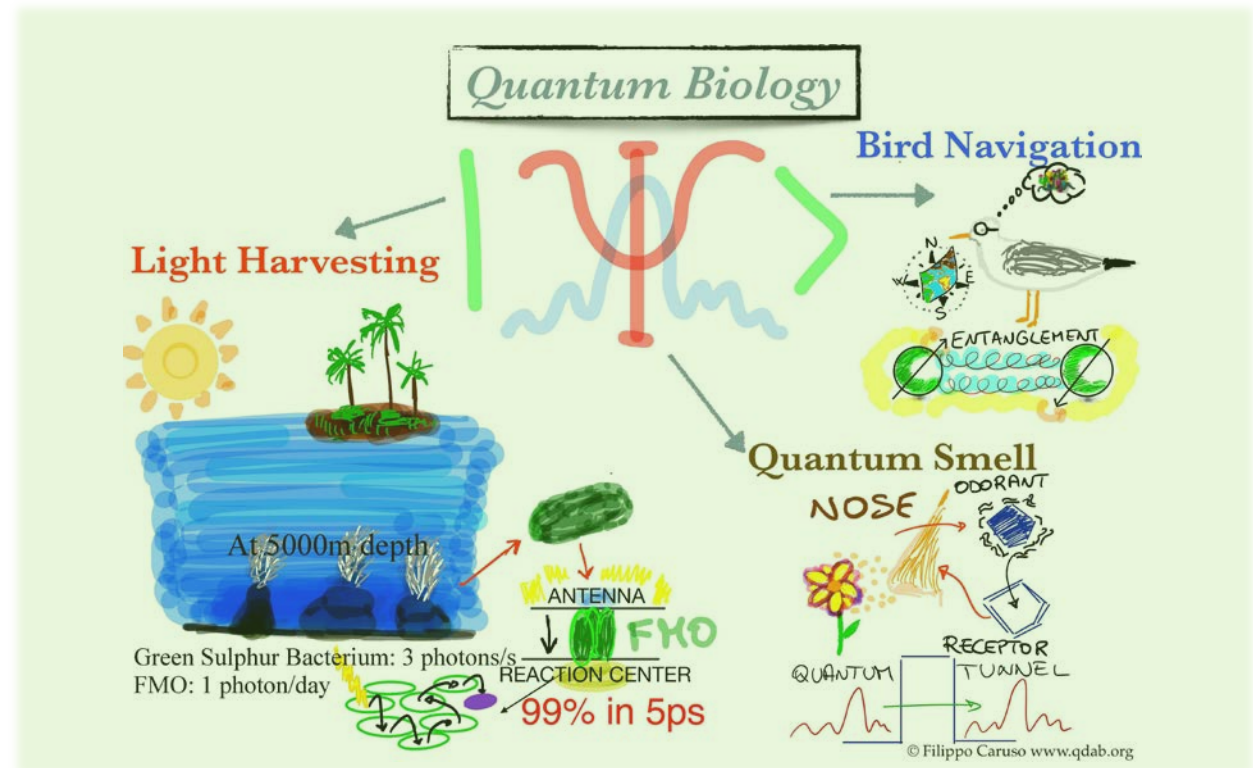 Quantum Biology
Ψ
Bird Navigation
N
W
E
S
ENTANGLEMENT
Light Harvesting
At 5000m depth
ANTENNA
FMO
Green Sulphur Bacterium: 3 photons/s
FMO: 1 photon/day
REACTION CENTER
99% in 5ps
Quantum Smell
NOSE
ODORANT
RECEPTOR
QUANTUM
TUNNEL
© Filippo Caruso www.qdab.org